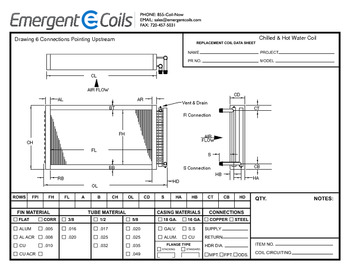 Emergent Coils
PHONE: 855-Coil-Now
EMAIL: sales@emergentcoils.com
FAX: 720-457-5031
Drawing 6 Connections Pointing Upstream
Chilled & Hot Water Coil
REPLACEMENT COIL DATA SHEET
NAME PROJECT
PR.NO. MODEL
CL
AIR FLOW
AR AL BT AR
Vent & Drain
R Connection
FH CH
FL
BB
RB
OL HD
CD
CT
AIR FLOW
S
S Connection
HB HA
ROWS FPI FH FL A B CH OL CD S HA HB CT CB HD QTY. NOTES:
FIN MATERIAL TUBE MATERIAL CASING MATERIALS CONNECTIONS
FLAT CORR 3/8 1/2 5/8 16 GA. 18 GA. COPPER STEEL
ALUM .006 .016 .017 .020 GALV. S.S SUPPLY
AL ACR .008 .020 .025 .025 ALUM CU RETURN
CU .010 .032 .035 FLANGE TYPE HDR DIA.
CU ACR .049 MPT FPT ODS.
ITEM NO
COIL CIRCUITING